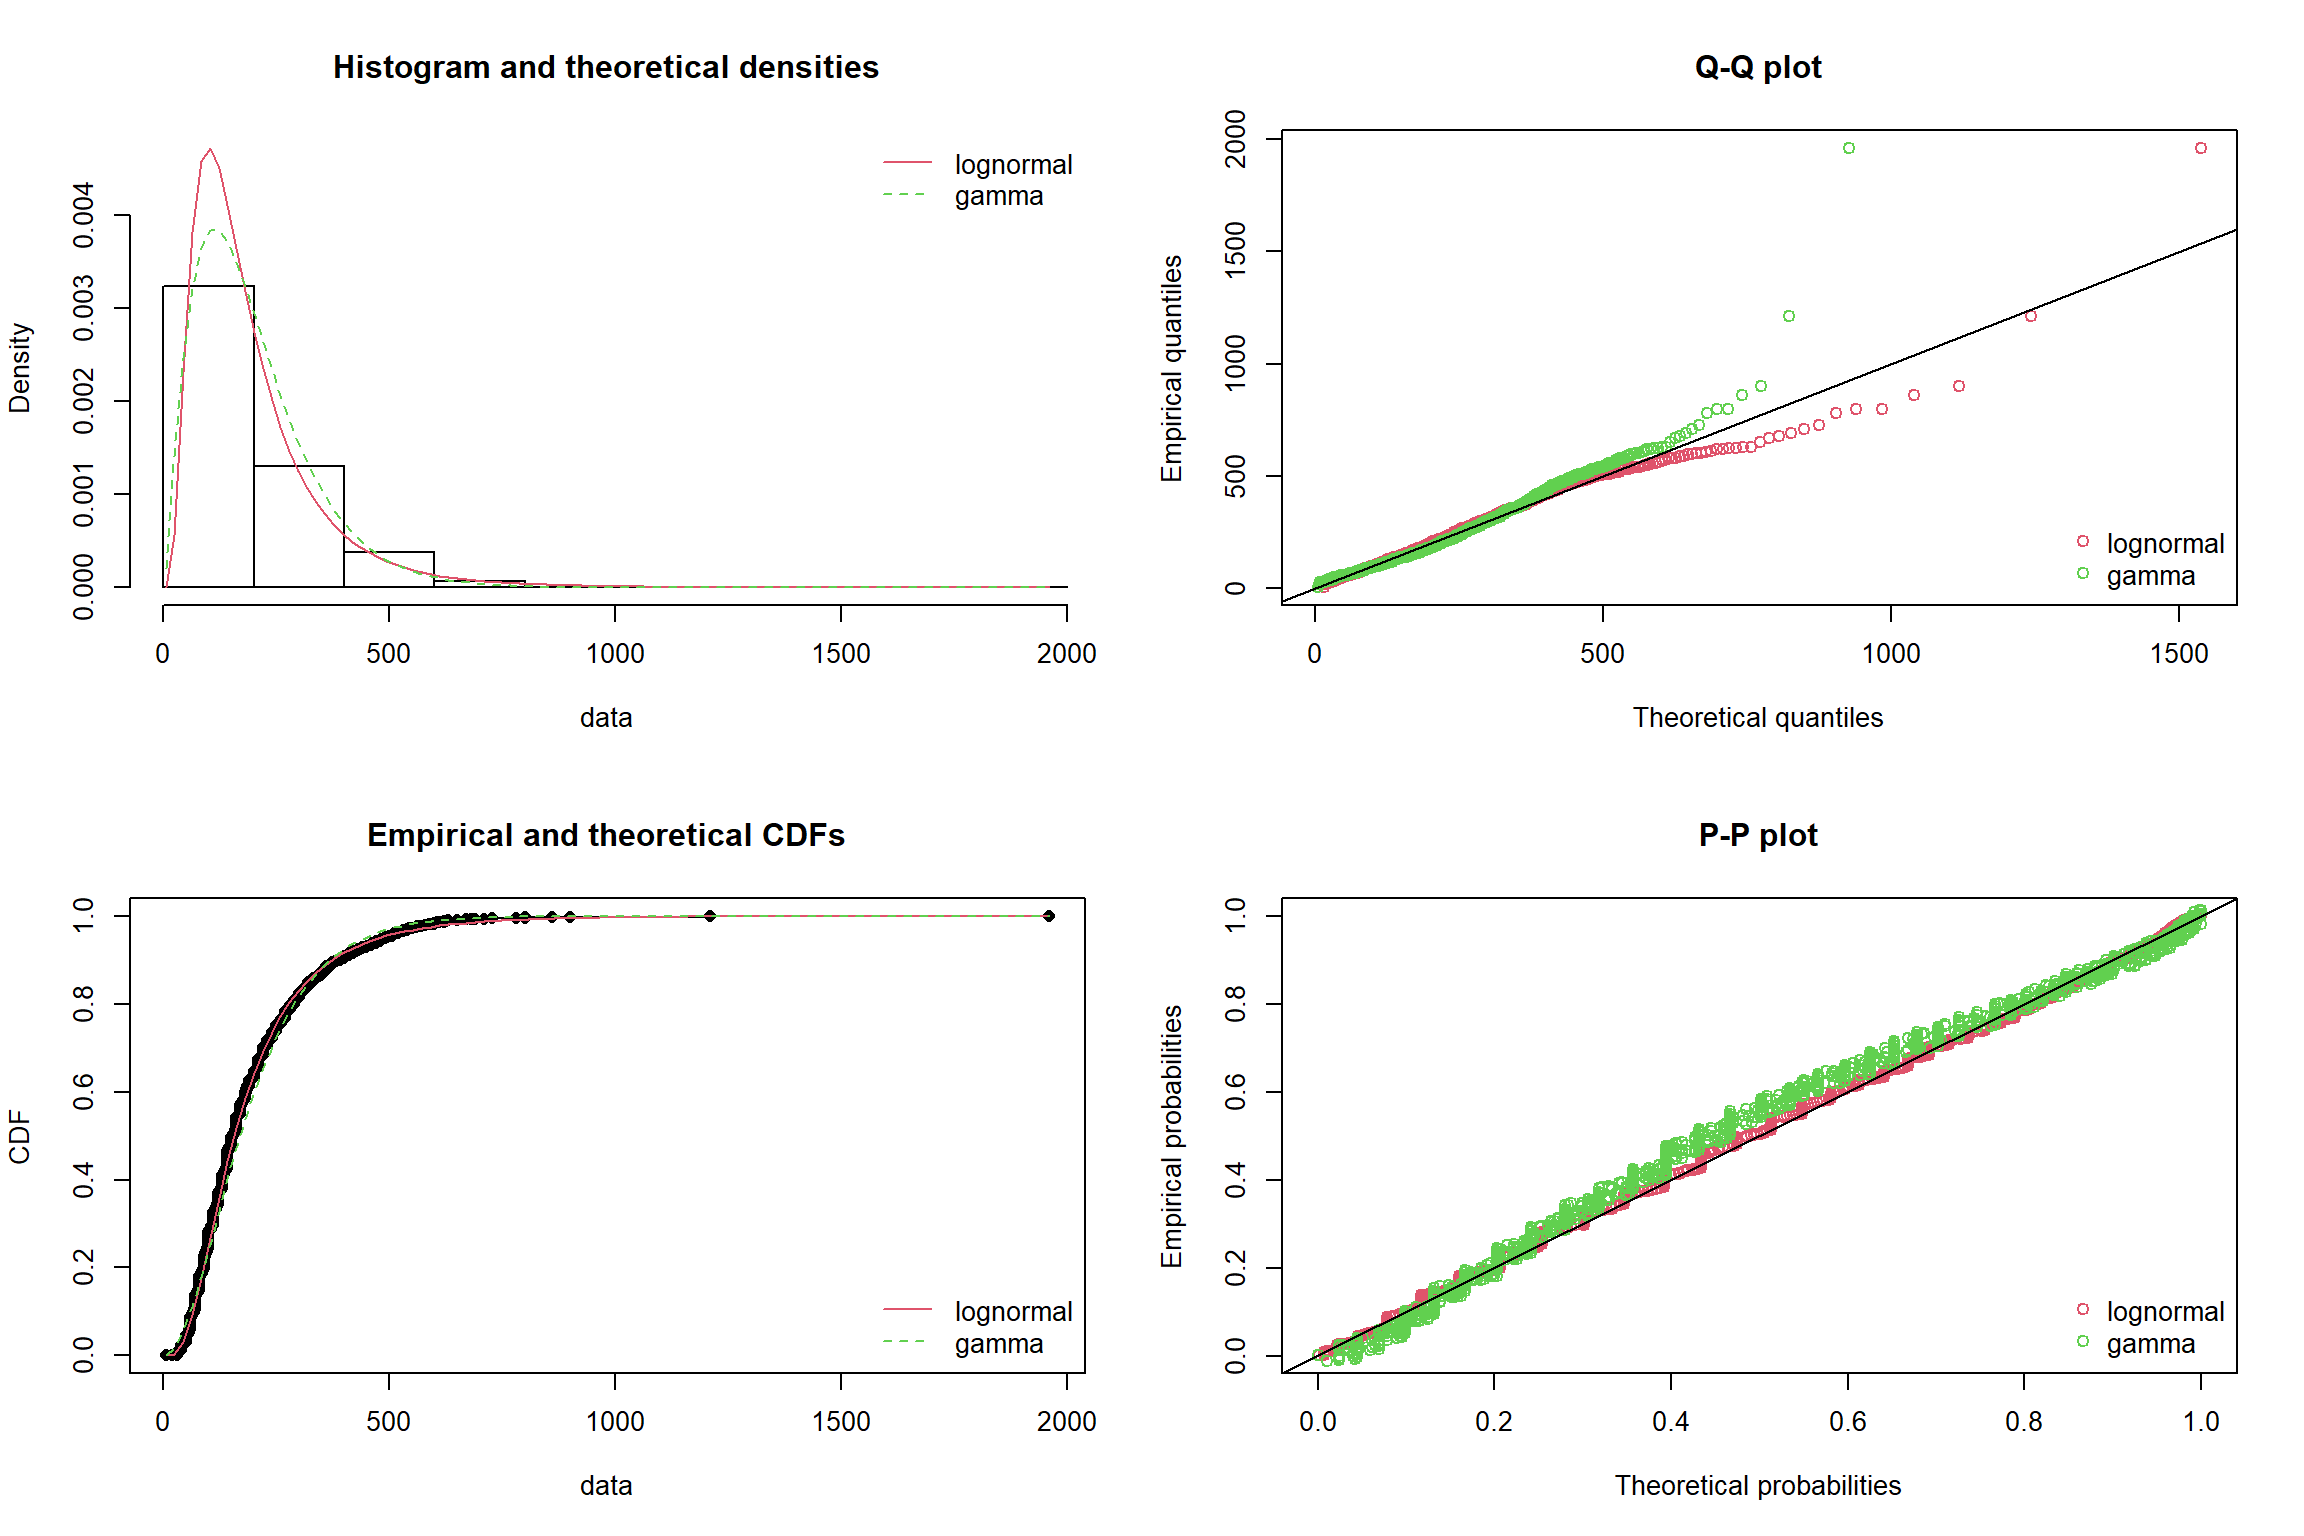 Histogram and theoretical densities
lognormal
gamma
Density
0.000 0.001 0.002 0.003 0.004
0 500 1000 1500 2000
data
Q-Q plot
Empirical quantiles
0 500 1000 1500 2000
lognormal
gamma
0 500 1000 1500
Theoretical quantiles
Empirical and theoretical CDFs
CDF
0.0 0.2 0.4 0.6 0.8 1.0
lognormal
gamma
0 500 1000 1500 2000
data
P-P plot
Empirical probabilities
0.0 0.2 0.4 0.6 0.8 1.0
lognormal
gamma
0.0 0.2 0.4 0.6 0.8 1.0
Theoretical probabilities